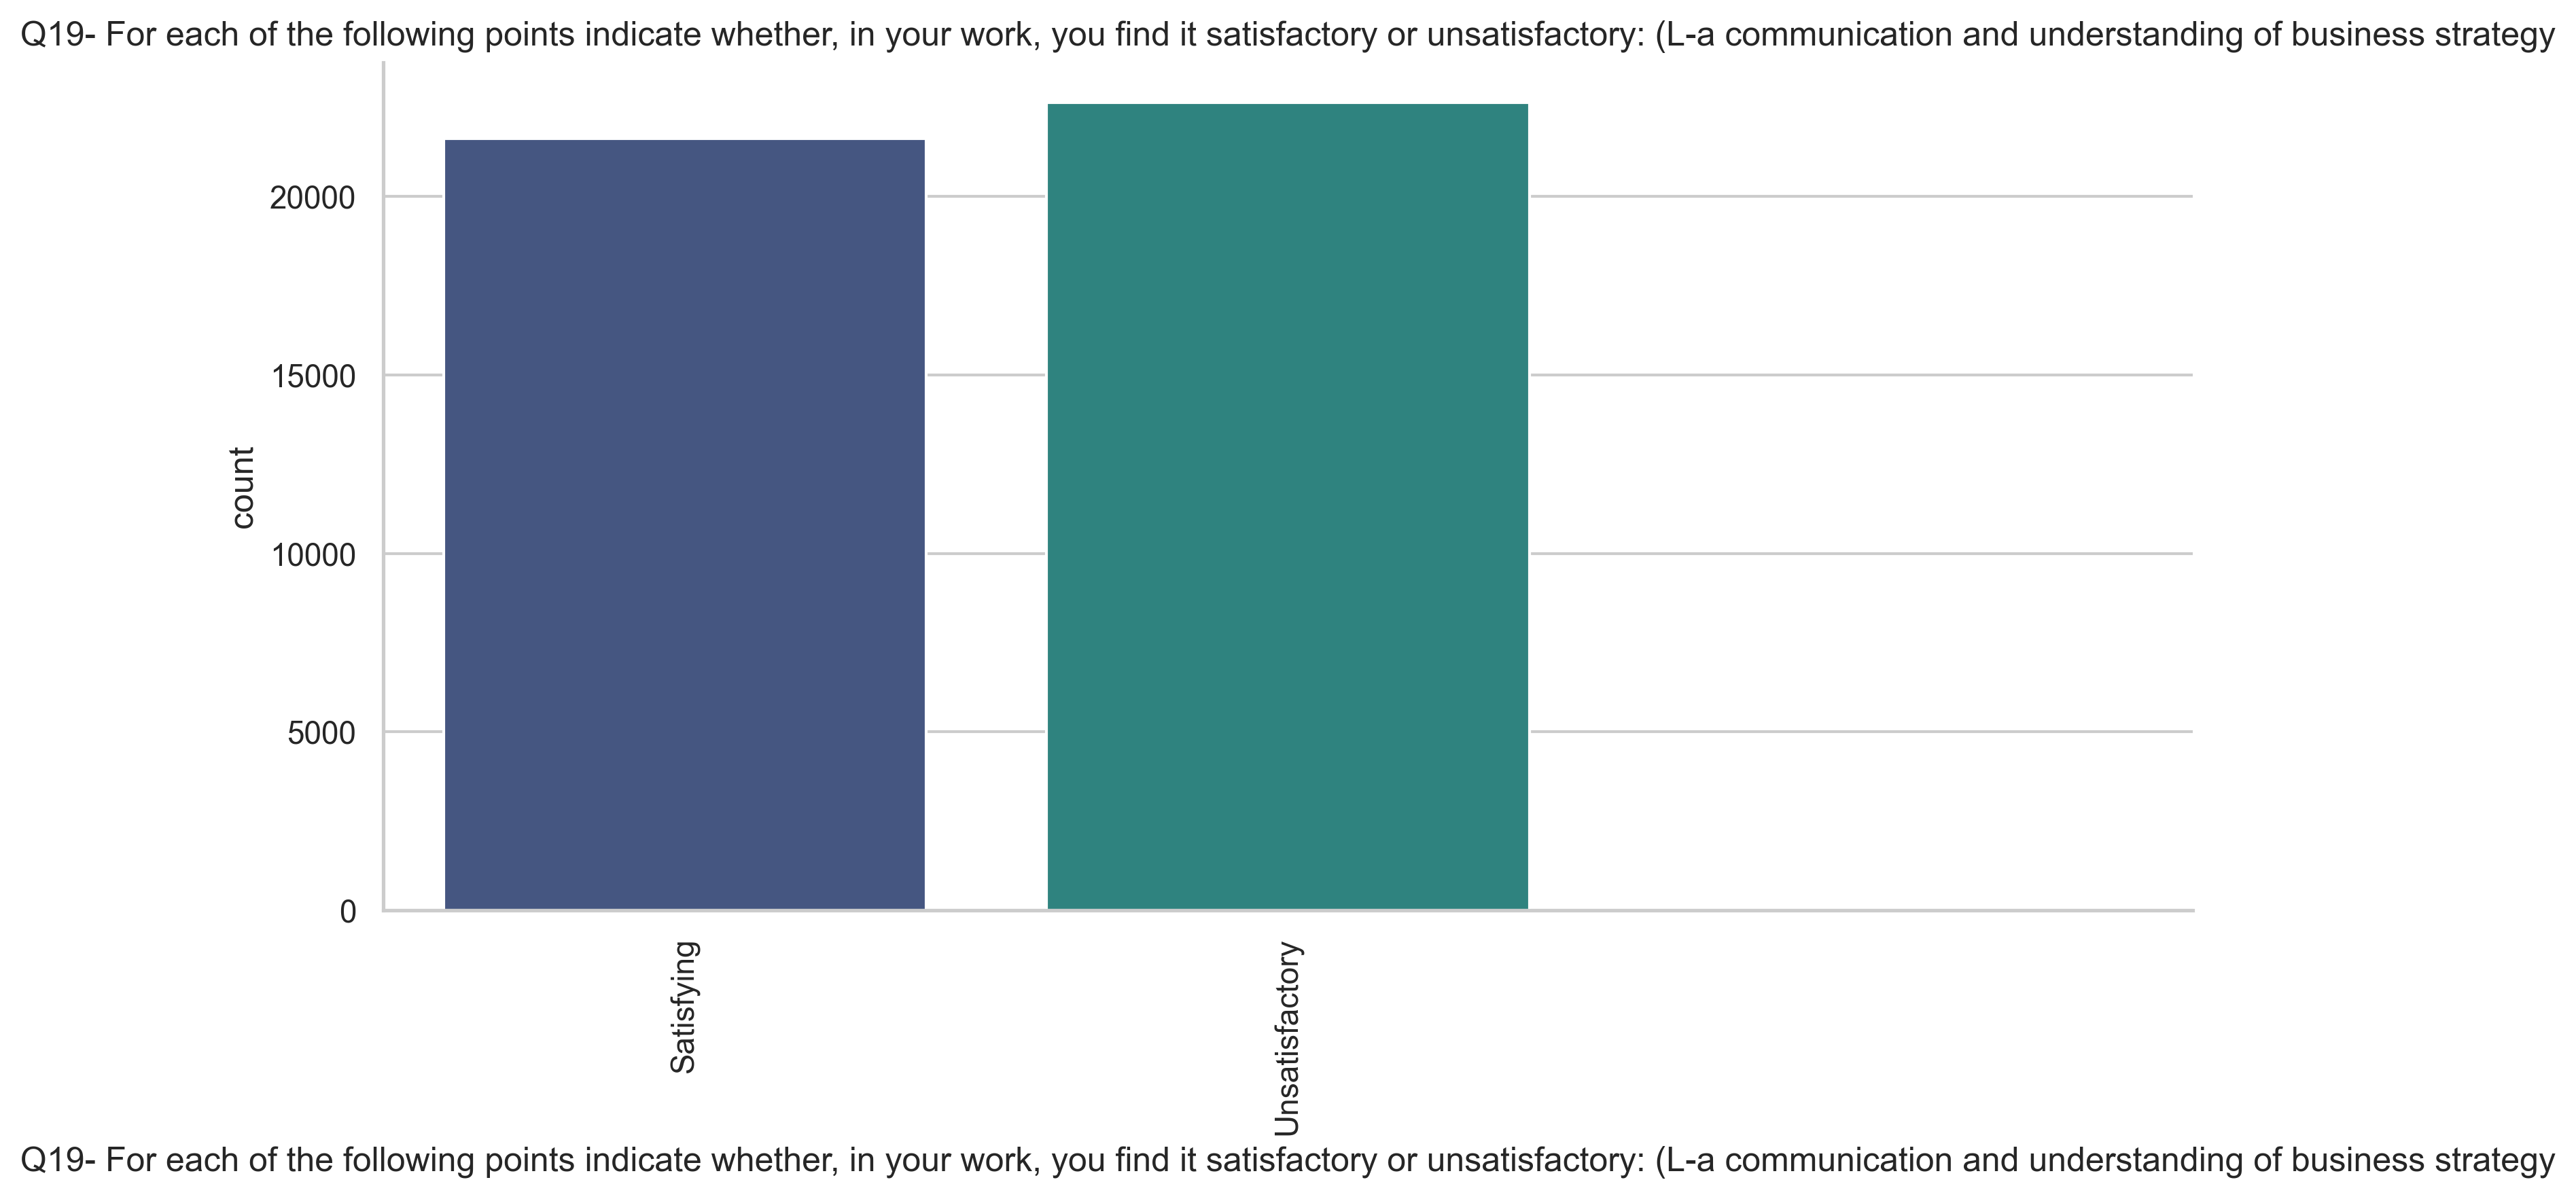 Q19- For each of the following points indicate whether, in your work, you find it satisfactory or unsatisfactory: (L-a communication and understanding of business strategy
20000
15000
10000
5000
0
count
Satisfying
Unsatisfactory
Q19- For each of the following points indicate whether, in your work, you find it satisfactory or unsatisfactory: (L-a communication and understanding of business strategy